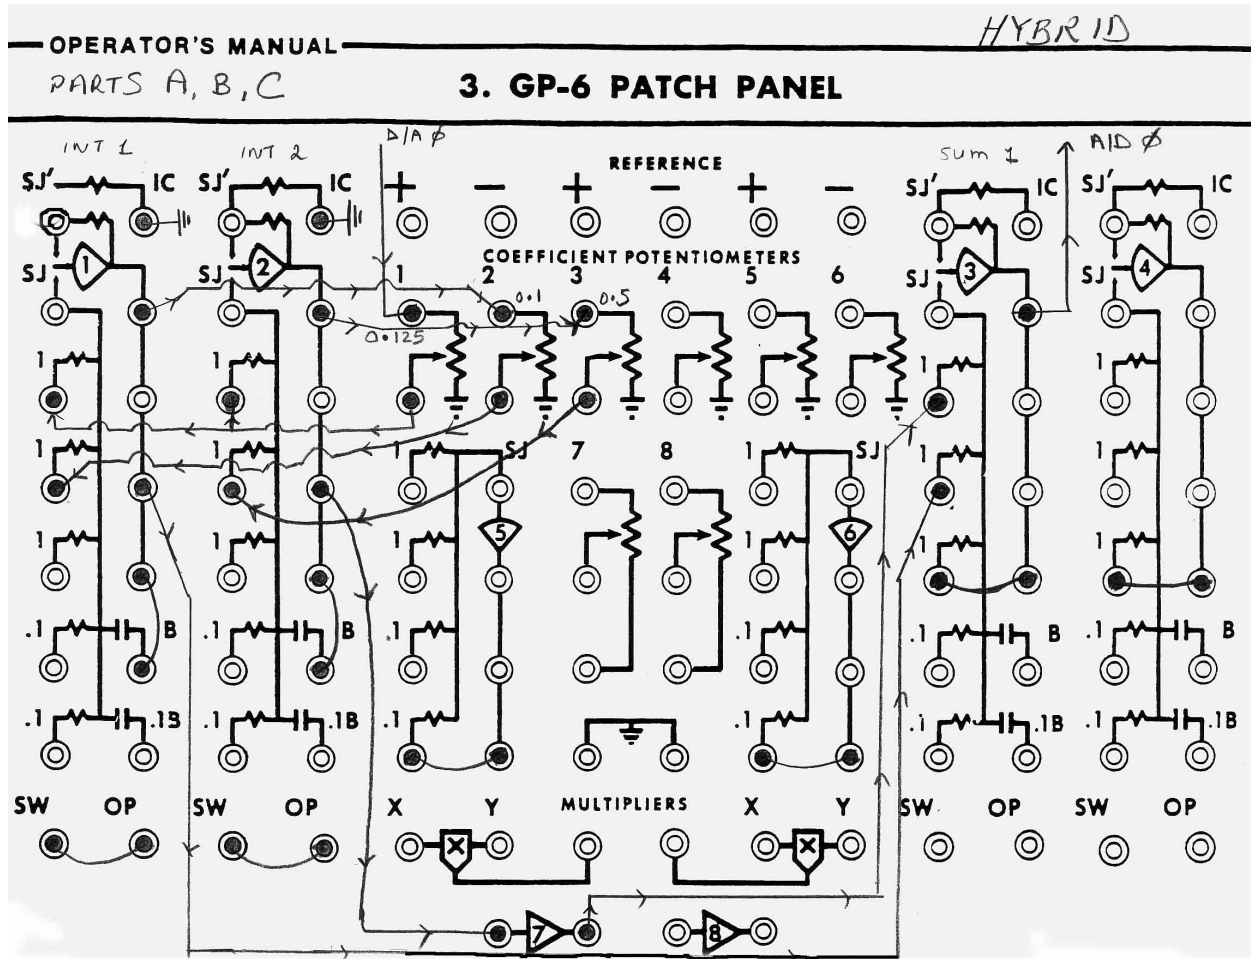 HYBRID
OPERATOR'S MANUAL
PARTS A, B, C
3. GP-6 PATCH PANEL
INT 1 INT 2 D/A Ø REFERENCE SUM 1 A/D Ø
SJ' IC SJ' IC + − + − + − SJ' IC SJ' IC
COEFFICIENT POTENTIOMETERS
SJ 1 SJ 2 1 2 3 4 5 6 SJ 3 SJ 4
0.1 0.5
0.125
1 1 1 1
1 1 1 SJ 7 8 1 SJ 1 1
5 6
1 1 1 1 1 1
.1 B .1 B .1 .1 .1 B .1 B
.1 .1B .1 .1B .1 .1 .1 .1B .1 .1B
SW OP SW OP X Y MULTIPLIERS X Y SW OP SW OP
X X
7 8